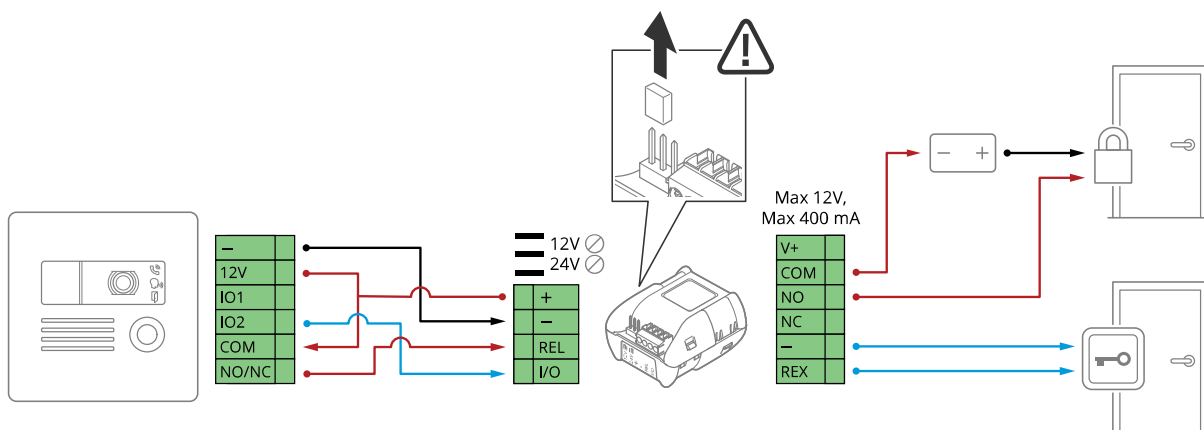 Max 12V,
Max 400 mA
− +
−
12V
IO1
IO2
COM
NO/NC
12V
24V
+
−
REL
I/O
V+
COM
NO
NC
−
REX